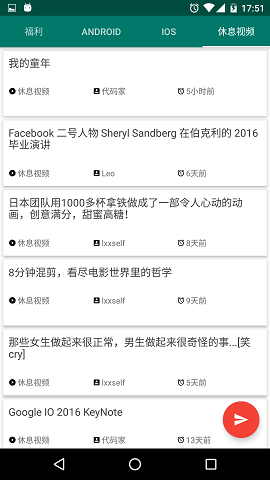 17:51
福利 ANDROID IOS 休息视频
我的童年
休息视频 代码家 5小时前
Facebook 二号人物 Sheryl Sandberg 在伯克利的 2016
毕业演讲
休息视频 Leo 6天前
日本团队用1000多杯拿铁做成了一部令人心动的动
画，创意满分，甜蜜高糖！
休息视频 lxxself 8天前
8分钟混剪，看尽电影世界里的哲学
休息视频 lxxself 9天前
那些女生做起来很正常，男生做起来很奇怪的事...[笑
cry]
休息视频 lxxself 5天前
Google IO 2016 KeyNote
休息视频 代码家 13天前